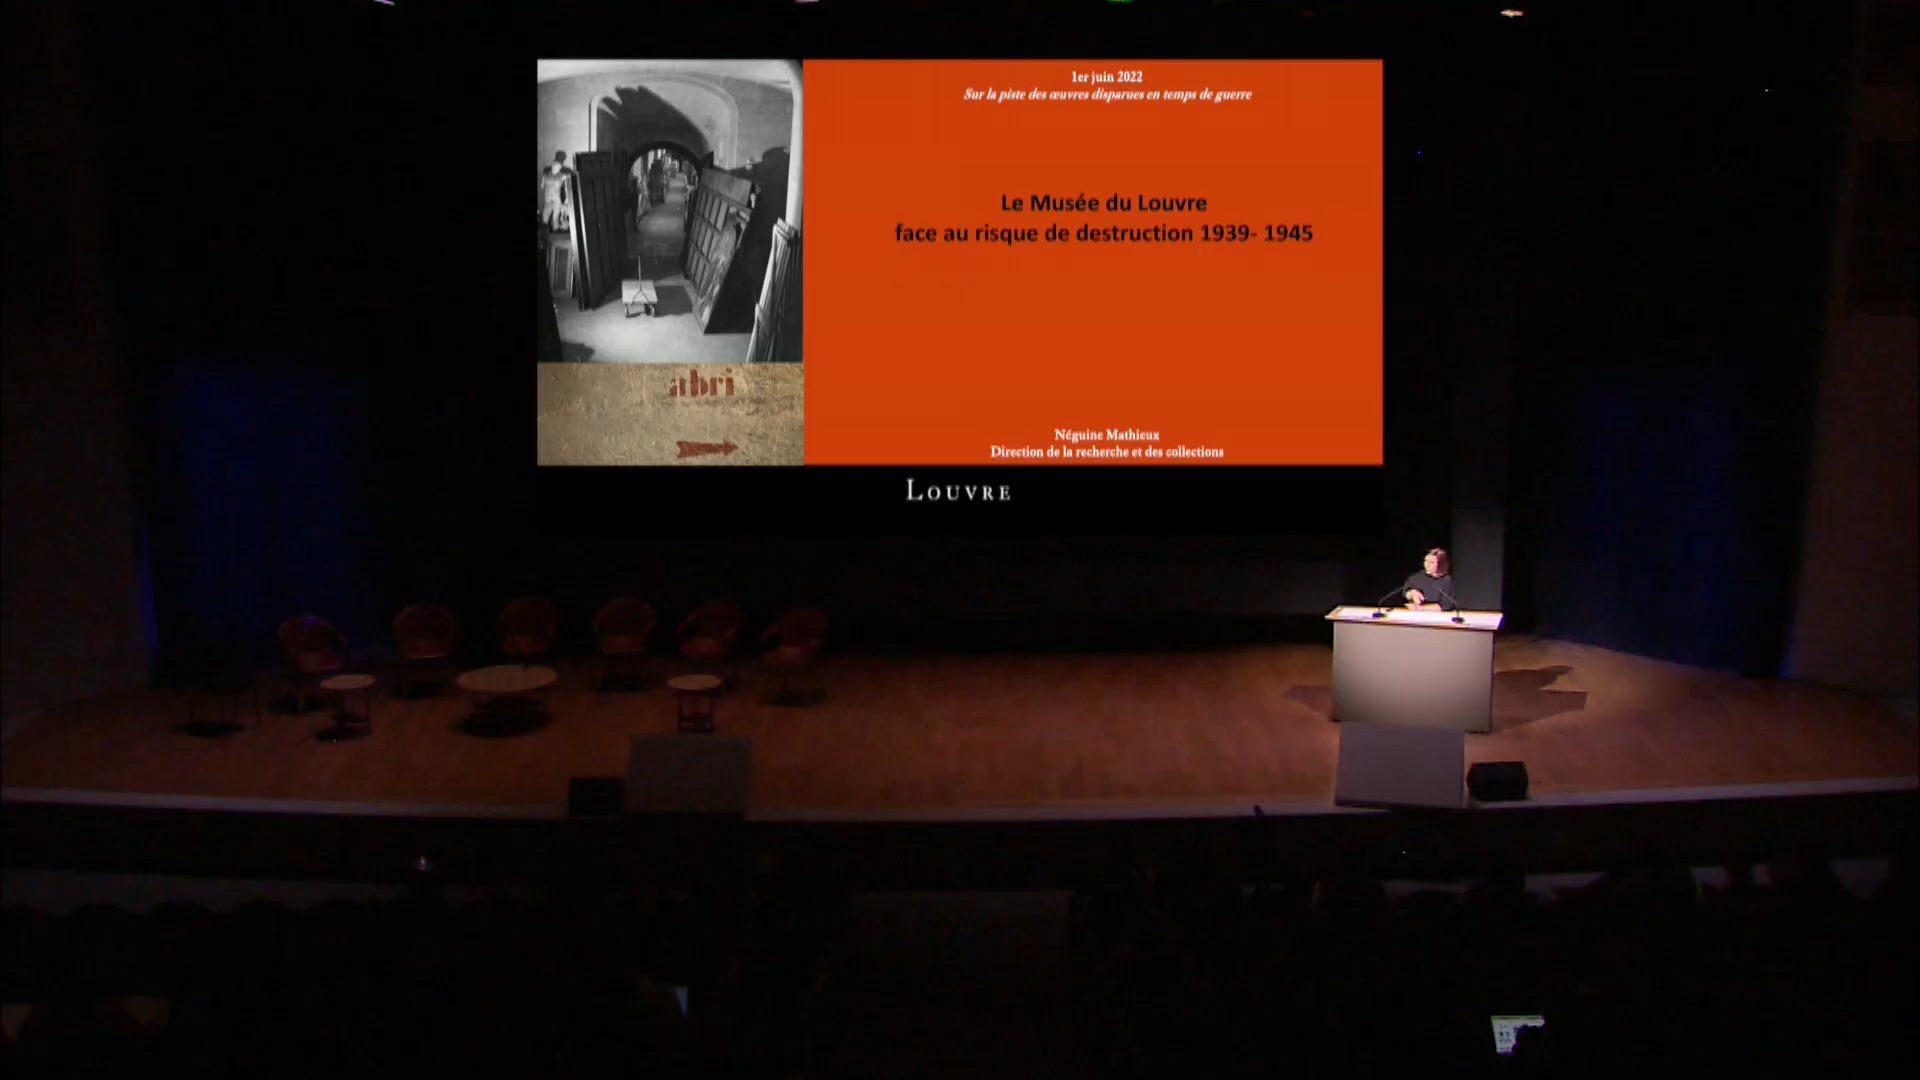 1er juin 2022
Sur la piste des œuvres disparues en temps de guerre
Le Musée du Louvre
face au risque de destruction 1939- 1945
abri
Néguine Mathieux
Direction de la recherche et des collections
LOUVRE